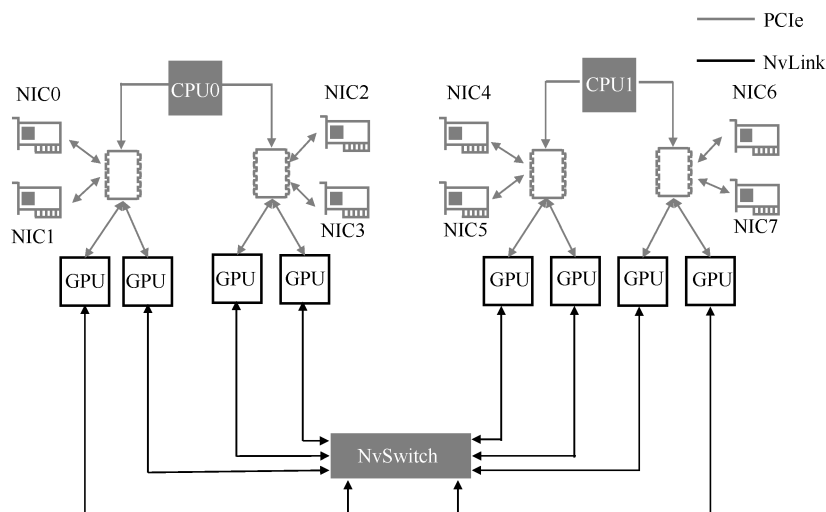 PCIe
NvLink
CPU0
CPU1
NIC0
NIC2
NIC4
NIC6
NIC1
NIC3
NIC5
NIC7
GPU
GPU
GPU
GPU
GPU
GPU
GPU
GPU
NvSwitch